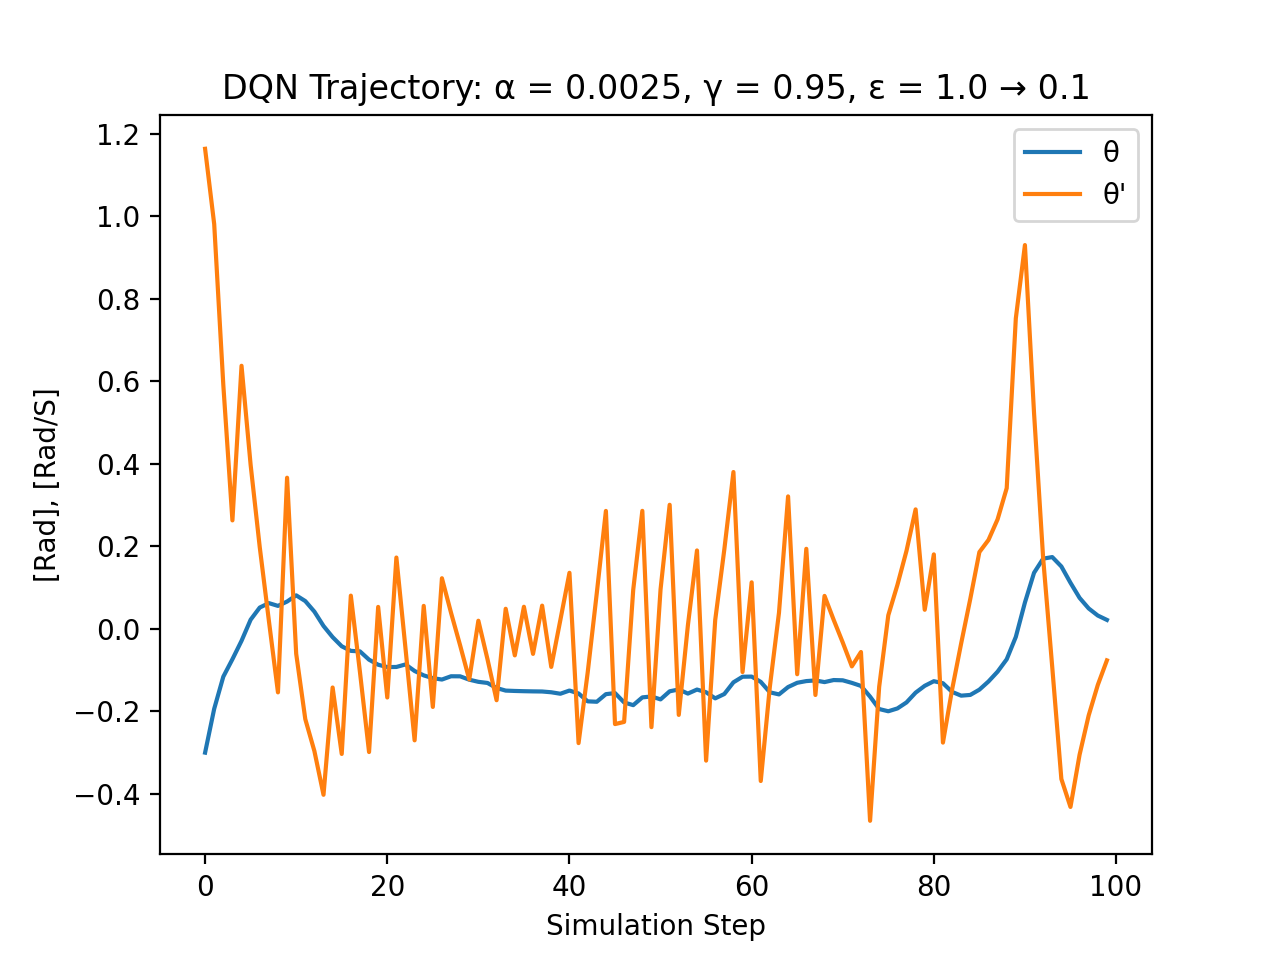 DQN Trajectory: α = 0.0025, γ = 0.95, ε = 1.0 → 0.1
θ
θ'
1.2
1.0
0.8
0.6
0.4
0.2
0.0
−0.2
−0.4
[Rad], [Rad/S]
0 20 40 60 80 100
Simulation Step